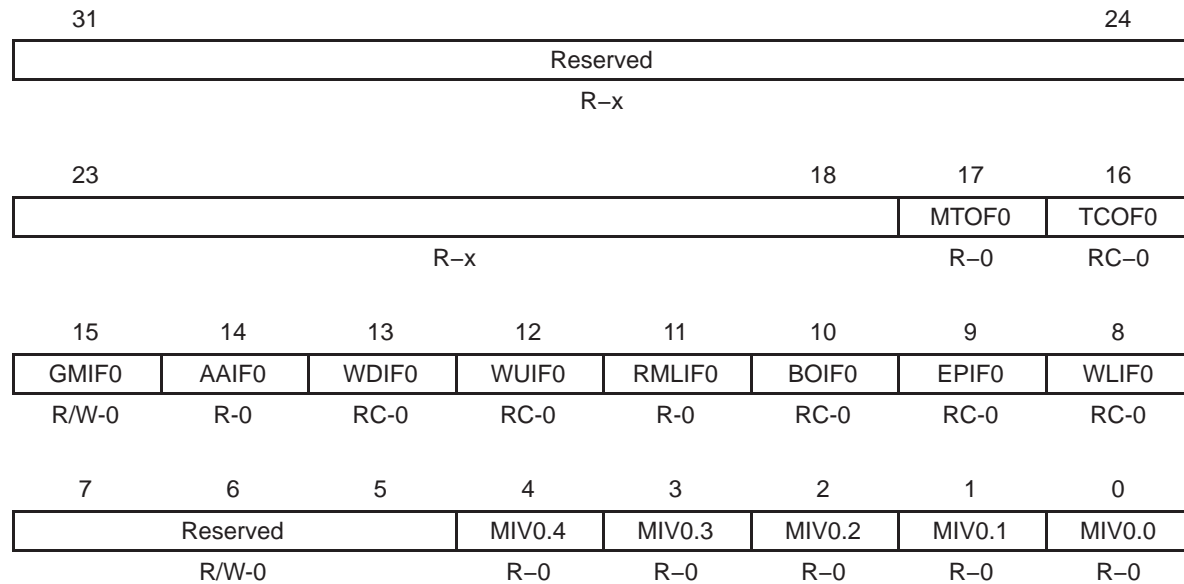 31 24
Reserved
R–x
23 18 17 16
MTOF0 TCOF0
R–x R–0 RC–0
15 14 13 12 11 10 9 8
GMIF0 AAIF0 WDIF0 WUIF0 RMLIF0 BOIF0 EPIF0 WLIF0
R/W-0 R-0 RC-0 RC-0 R-0 RC-0 RC-0 RC-0
7 6 5 4 3 2 1 0
Reserved MIV0.4 MIV0.3 MIV0.2 MIV0.1 MIV0.0
R/W-0 R–0 R–0 R–0 R–0 R–0